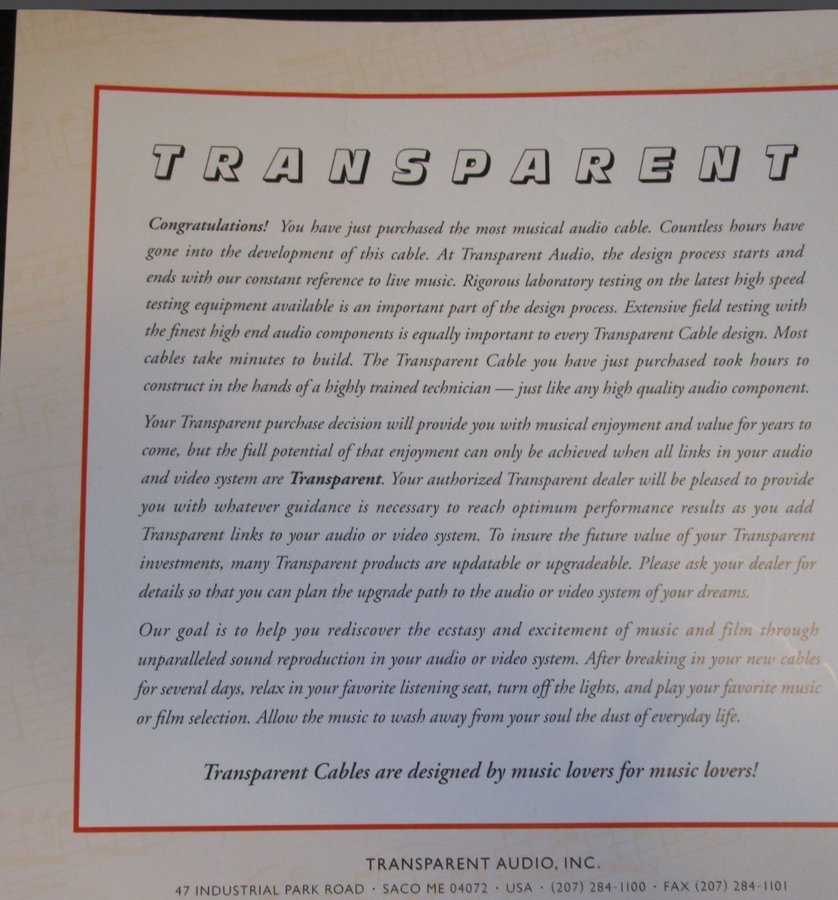 TRANSPARENT
Congratulations! You have just purchased the most musical audio cable. Countless hours have
gone into the development of this cable. At Transparent Audio, the design process starts and
ends with our constant reference to live music. Rigorous laboratory testing on the latest high speed
testing equipment available is an important part of the design process. Extensive field testing with
the finest high end audio components is equally important to every Transparent Cable design. Most
cables take minutes to build. The Transparent Cable you have just purchased took hours to
construct in the hands of a highly trained technician — just like any high quality audio component.
Your Transparent purchase decision will provide you with musical enjoyment and value for years to
come, but the full potential of that enjoyment can only be achieved when all links in your audio
and video system are Transparent. Your authorized Transparent dealer will be pleased to provide
you with whatever guidance is necessary to reach optimum performance results as you add
Transparent links to your audio or video system. To insure the future value of your Transparent
investments, many Transparent products are updatable or upgradeable. Please ask your dealer for
details so that you can plan the upgrade path to the audio or video system of your dreams.
Our goal is to help you rediscover the ecstasy and excitement of music and film through
unparalleled sound reproduction in your audio or video system. After breaking in your new cables
for several days, relax in your favorite listening seat, turn off the lights, and play your favorite music
or film selection. Allow the music to wash away from your soul the dust of everyday life.
Transparent Cables are designed by music lovers for music lovers!
TRANSPARENT AUDIO, INC.
47 INDUSTRIAL PARK ROAD · SACO ME 04072 · USA · (207) 284-1100 · FAX (207) 284-1101